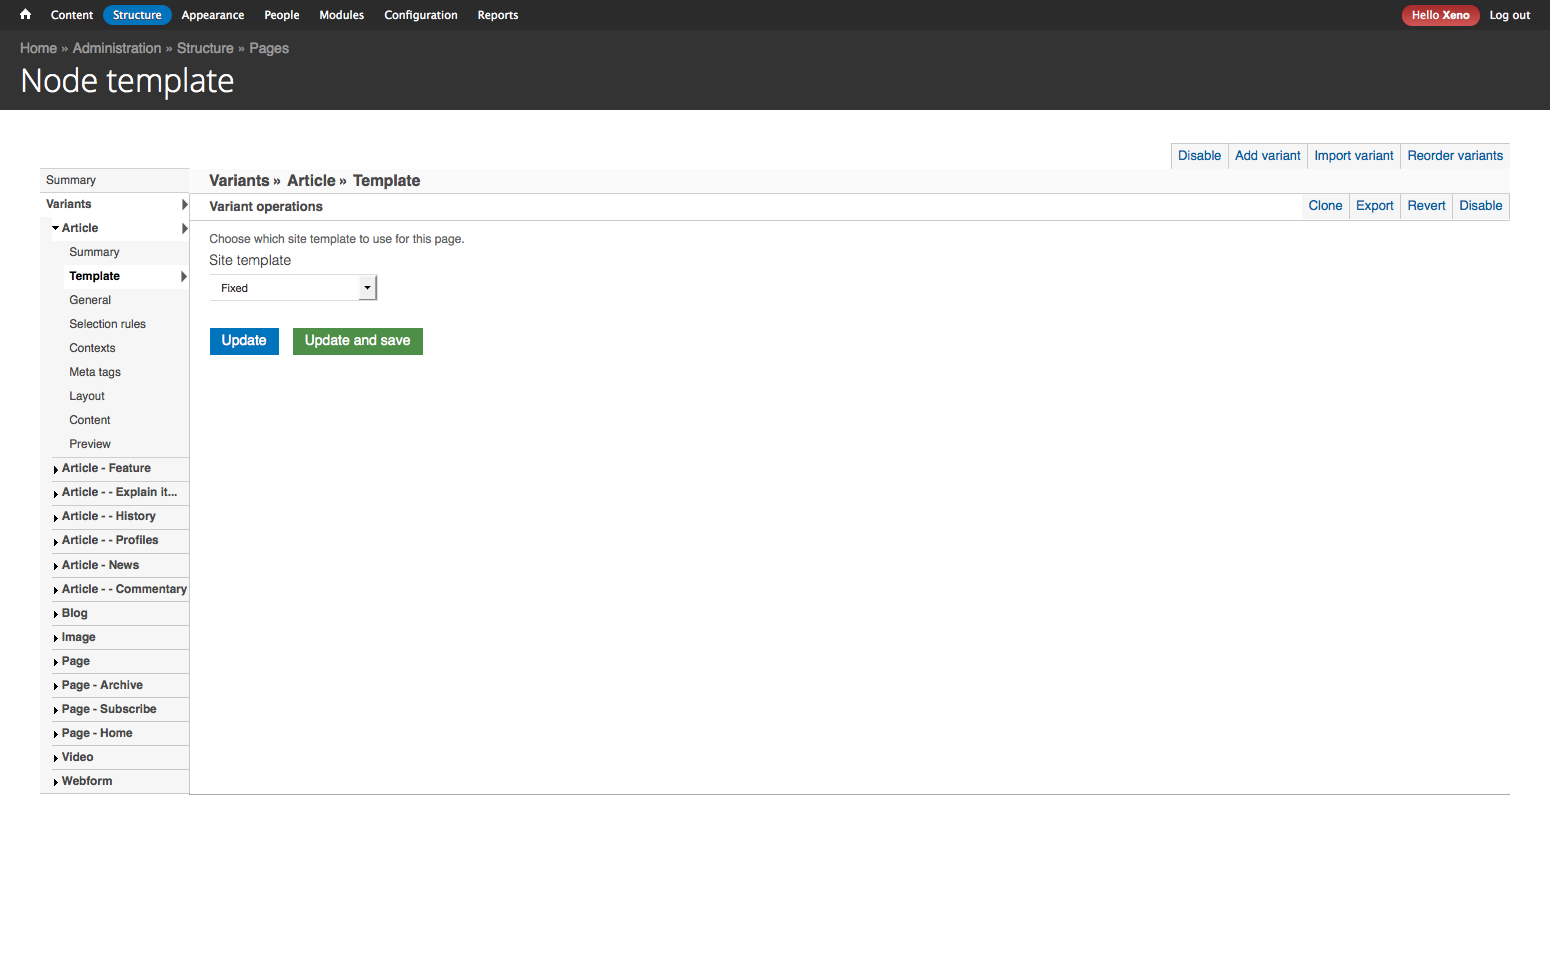 Content Structure Appearance People Modules Configuration Reports Hello Xeno Log out
Home » Administration » Structure » Pages
Node template
Disable Add variant Import variant Reorder variants
Summary
Variants
Article
Summary
Template
General
Selection rules
Contexts
Meta tags
Layout
Content
Preview
Article - Feature
Article - - Explain it...
Article - - History
Article - - Profiles
Article - News
Article - - Commentary
Blog
Image
Page
Page - Archive
Page - Subscribe
Page - Home
Video
Webform
Variants » Article » Template
Variant operations
Clone Export Revert Disable
Choose which site template to use for this page.
Site template
Fixed
Update Update and save